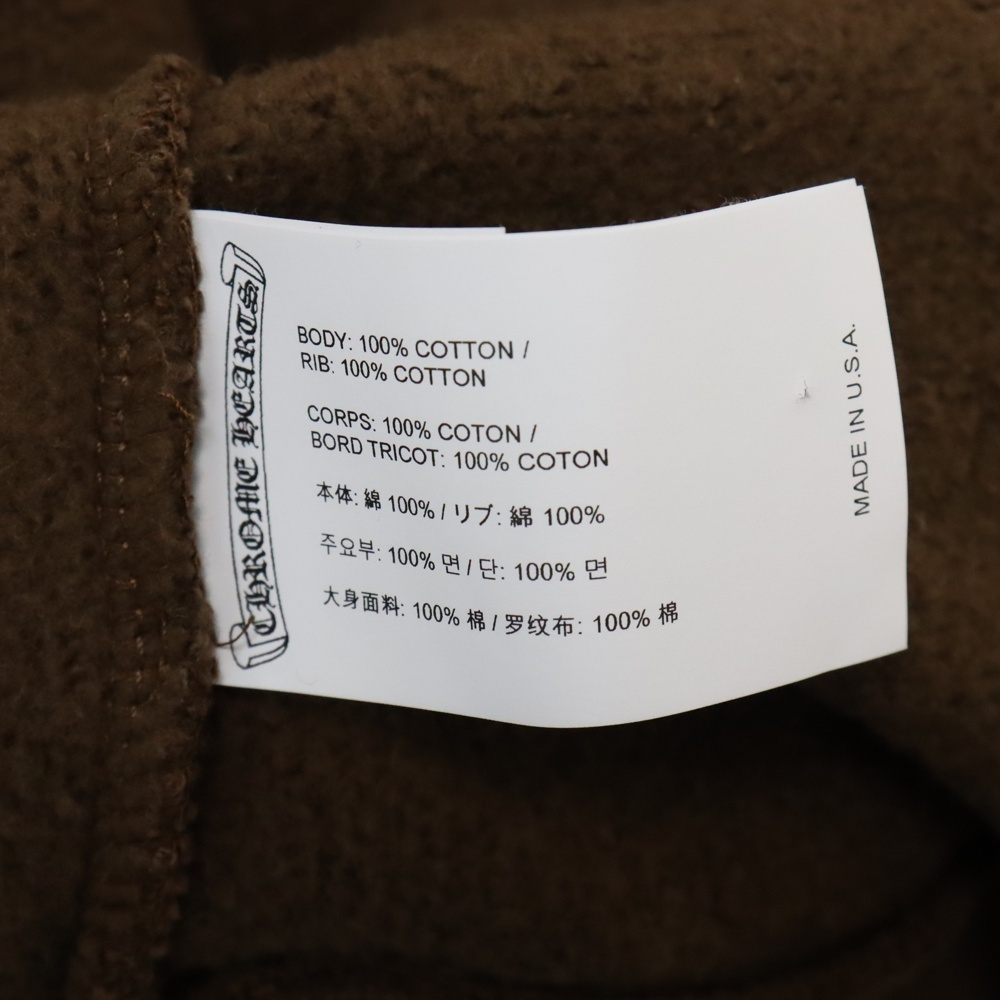 CHROME HEARTS
BODY: 100% COTTON /
RIB: 100% COTTON
CORPS: 100% COTON /
BORD TRICOT: 100% COTON
本体: 綿 100% / リブ: 綿 100%
주요부: 100% 면 / 단: 100% 면
大身面料: 100% 棉 / 罗纹布: 100% 棉
MADE IN U.S.A.